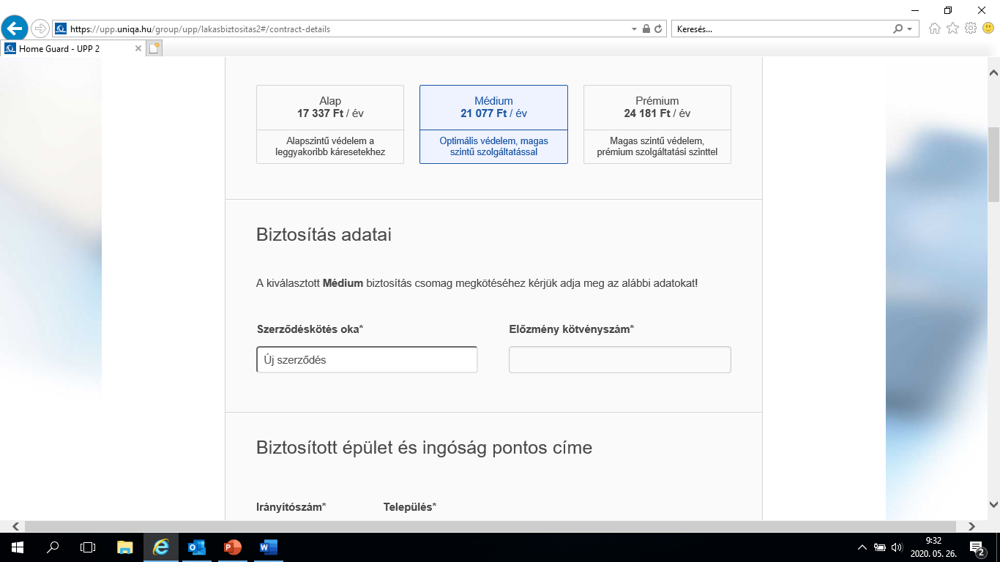 https://upp.uniqa.hu/group/upp/lakasbiztositas2#/contract-details
Keresés...
Home Guard - UPP 2
Alap
17 337 Ft / év
Alapszintű védelem a
leggyakoribb káresetekhez
Médium
21 077 Ft / év
Optimális védelem, magas
szintű szolgáltatással
Prémium
24 181 Ft / év
Magas szintű védelem,
prémium szolgáltatási szinttel
Biztosítás adatai
A kiválasztott Médium biztosítás csomag megkötéséhez kérjük adja meg az alábbi adatokat!
Szerződéskötés oka*
Előzmény kötvényszám*
Új szerződés
Biztosított épület és ingóság pontos címe
Irányítószám*
Település*
9:32
2020. 05. 26.
2